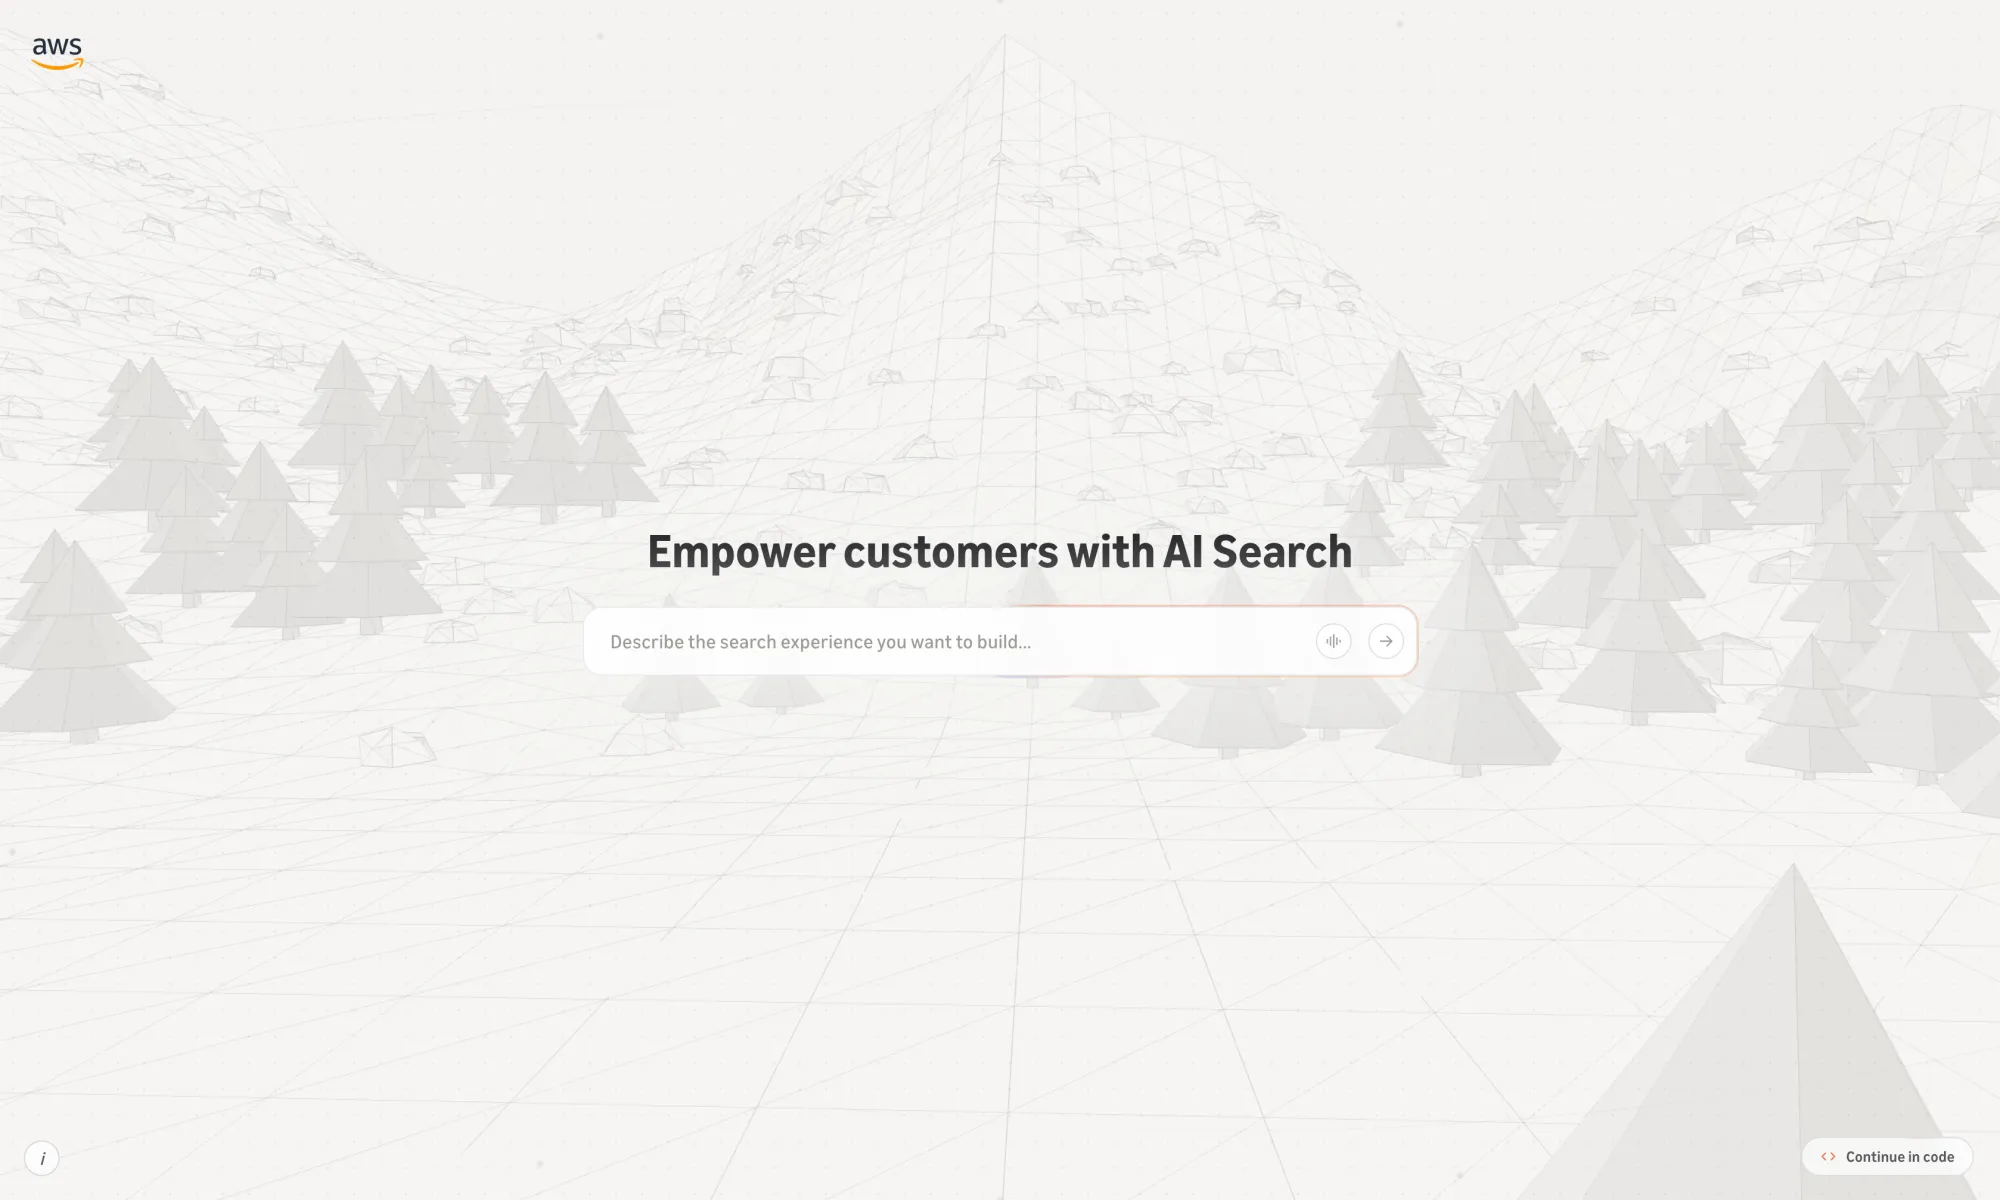 aws
Empower customers with AI Search
Describe the search experience you want to build...
i
<> Continue in code